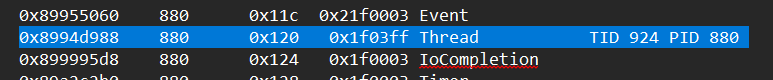 0x89955060 880 0x11c 0x21f0003 Event
0x8994d988 880 0x120 0x1f03ff Thread TID 924 PID 880
0x899995d8 880 0x124 0x1f0003 IoCompletion